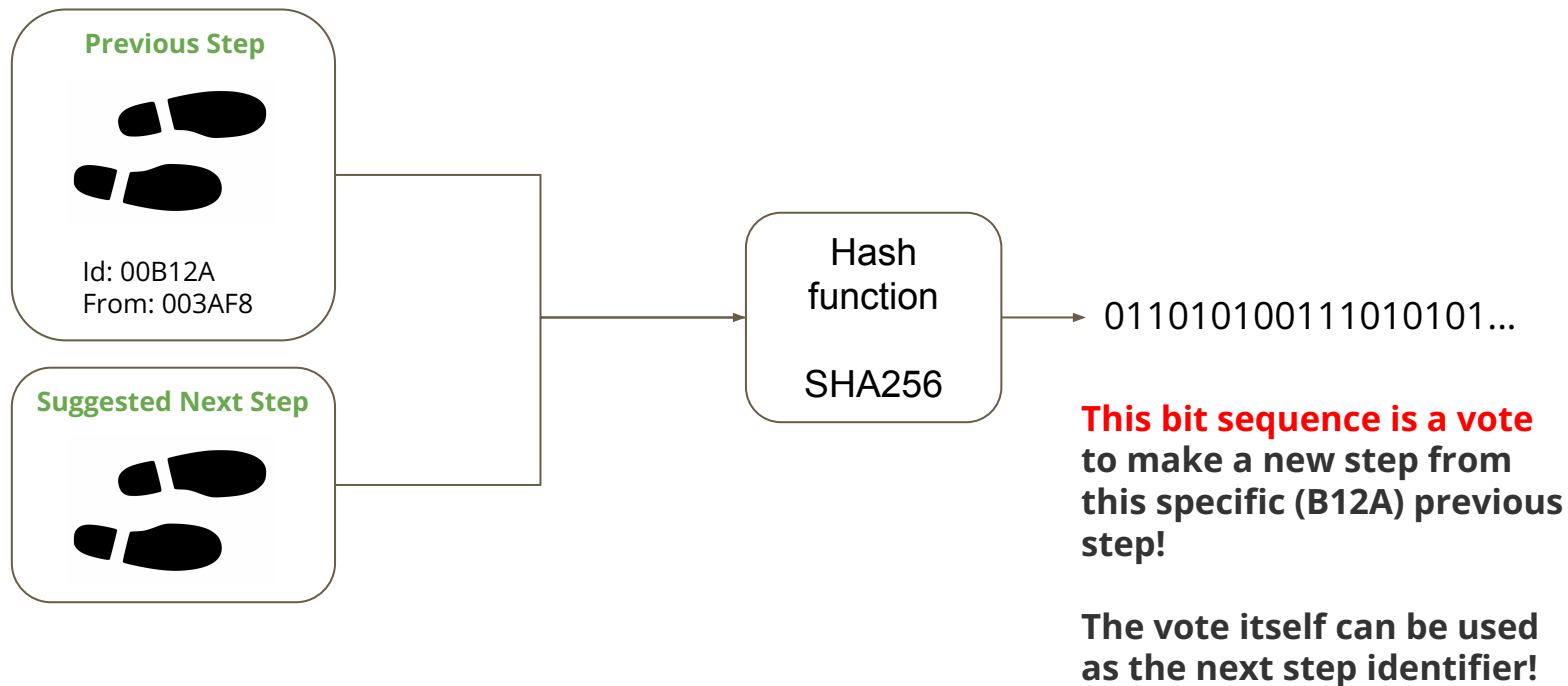 Previous Step
Id: 00B12A
From: 003AF8
Suggested Next Step
Hash
function
SHA256
011010100111010101...
This bit sequence is a vote
to make a new step from
this specific (B12A) previous
step!
The vote itself can be used
as the next step identifier!